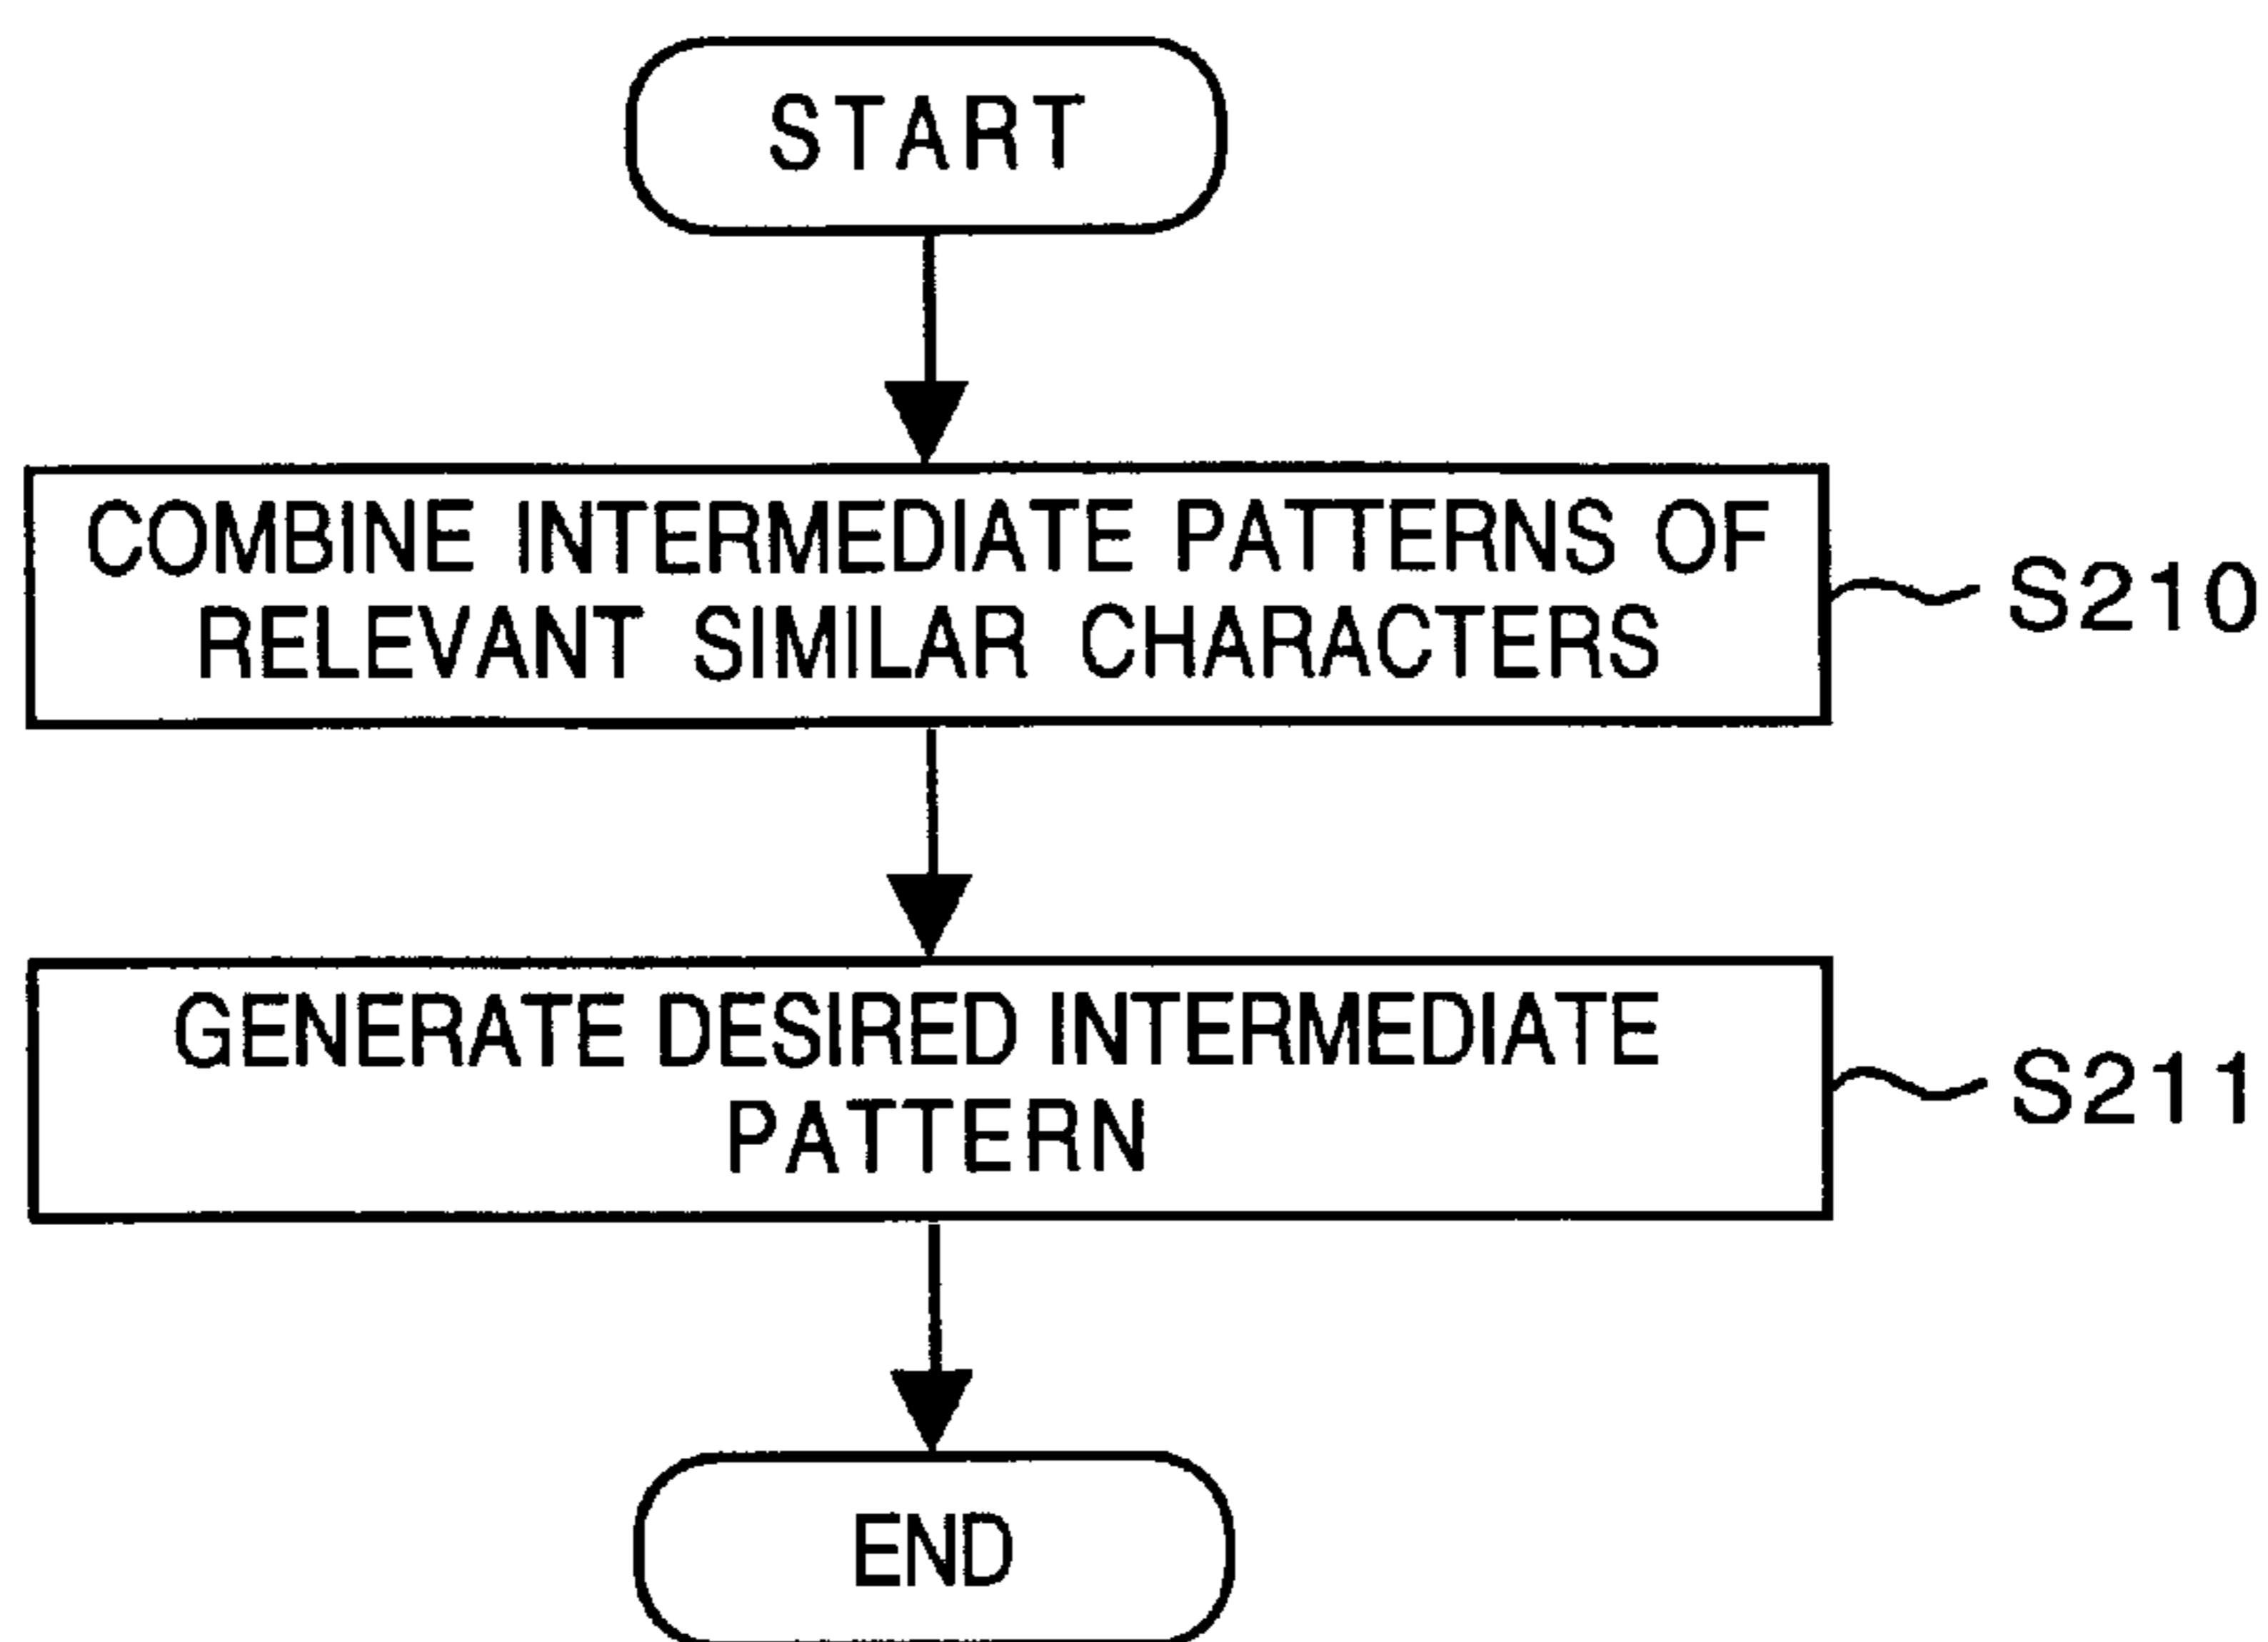 START
COMBINE INTERMEDIATE PATTERNS OF
RELEVANT SIMILAR CHARACTERS
S210
GENERATE DESIRED INTERMEDIATE
PATTERN
S211
END